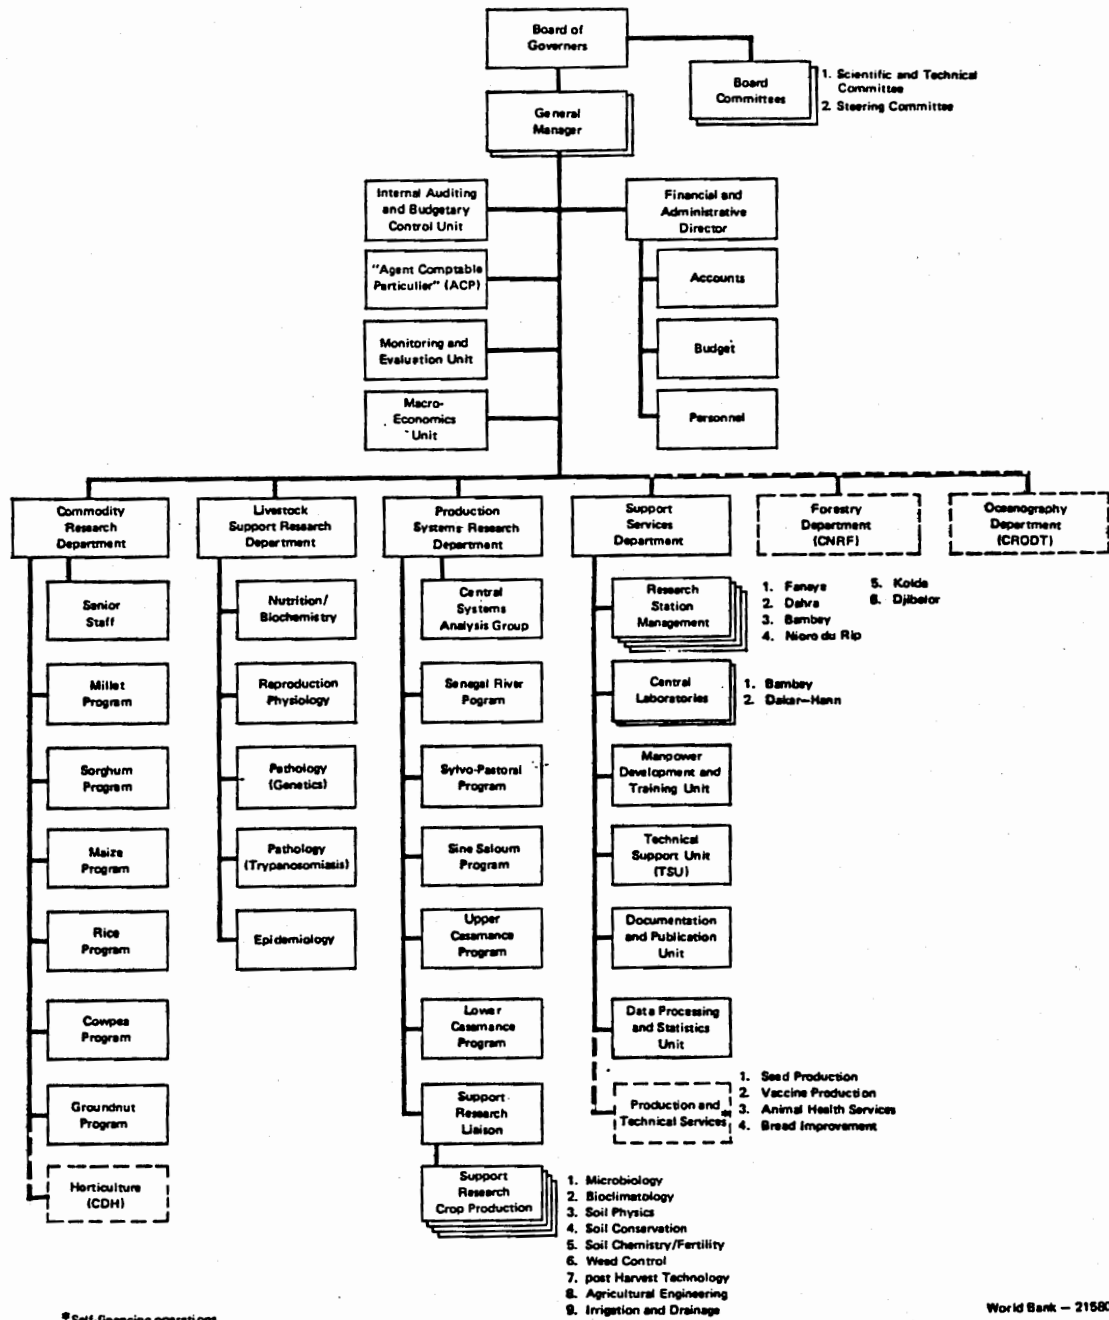 Board of
Governers
Board
Committees
1. Scientific and Technical
Committee
2. Steering Committee
General
Manager
Internal Auditing
and Budgetary
Control Unit
Financial and
Administrative
Director
"Agent Comptable
Particulier" (ACP)
Accounts
Monitoring and
Evaluation Unit
Budget
Macro-
Economics
Unit
Personnel
Commodity
Research
Department
Livestock
Support Research
Department
Production
Systems Research
Department
Support
Services
Department
Forestry
Department
(CNRF)
Oceanography
Department
(CRODT)
Senior
Staff
Millet
Program
Sorghum
Program
Maize
Program
Rice
Program
Cowpea
Program
Groundnut
Program
Horticulture
(CDH)
Nutrition/
Biochemistry
Reproduction
Physiology
Pathology
(Genetics)
Pathology
(Trypanosomiasis)
Epidemiology
Central
Systems
Analysis Group
Senegal River
Pogram
Sylvo-Pastoral
Program
Sine Saloum
Program
Upper
Casamance
Program
Lower
Casamance
Program
Support
Research
Liaison
Support
Research
Crop Production
1. Microbiology
2. Bioclimatology
3. Soil Physics
4. Soil Conservation
5. Soil Chemistry/Fertility
6. Weed Control
7. post Harvest Technology
8. Agricultural Engineering
9. Irrigation and Drainage
Research
Station
Management
1. Fanaye
2. Dahra
3. Bambey
4. Nioro du Rip
5. Kolda
6. Djibelor
Central
Laboratories
1. Bambey
2. Dakar-Hann
Manpower
Development and
Training Unit
Technical
Support Unit
(TSU)
Documentation
and Publication
Unit
Data Processing
and Statistics
Unit
Production and
Technical Services*
1. Seed Production
2. Vaccine Production
3. Animal Health Services
4. Breed Improvement
*Self-financing operations
World Bank — 21580